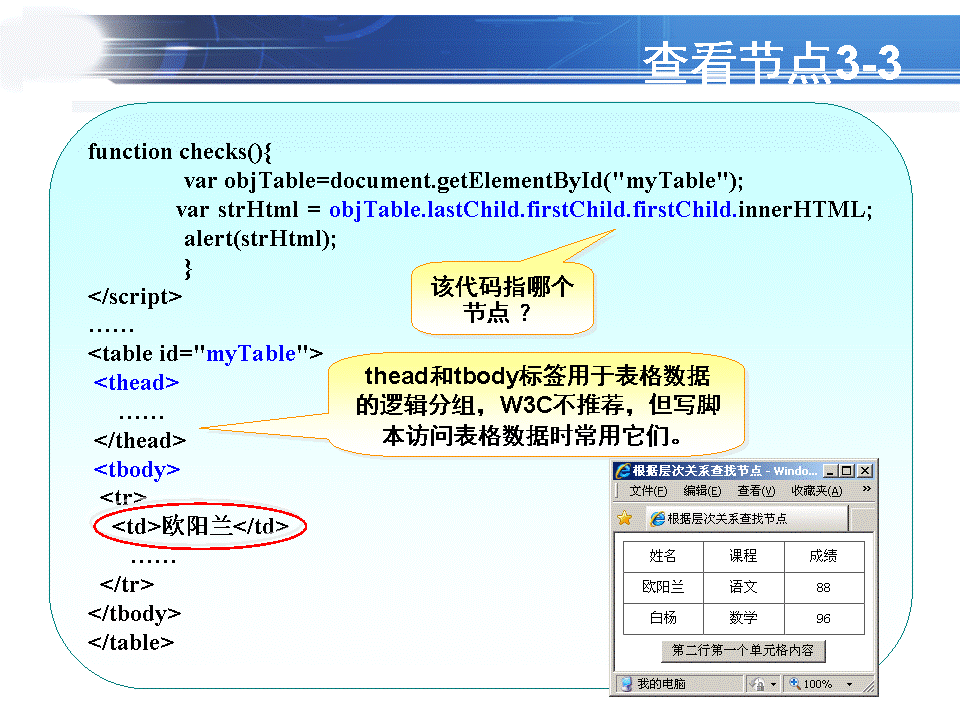 查看节点3-3
function checks(){
var objTable=document.getElementById("myTable");
var strHtml = objTable.lastChild.firstChild.firstChild.innerHTML;
alert(strHtml);
}
</script>
……
<table id="myTable">
<thead>
……
</thead>
<tbody>
<tr>
<td>欧阳兰</td>
……
</tr>
</tbody>
</table>
该代码指哪个
节点 ?
thead和tbody标签用于表格数据
的逻辑分组，W3C不推荐，但写脚
本访问表格数据时常用它们。
根据层次关系查找节点 - Windo...
文件(F) 编辑(E) 查看(V) 收藏夹(A) »
根据层次关系查找节点
姓名 课程 成绩
欧阳兰 语文 88
白杨 数学 96
第二行第一个单元格内容
我的电脑 100%